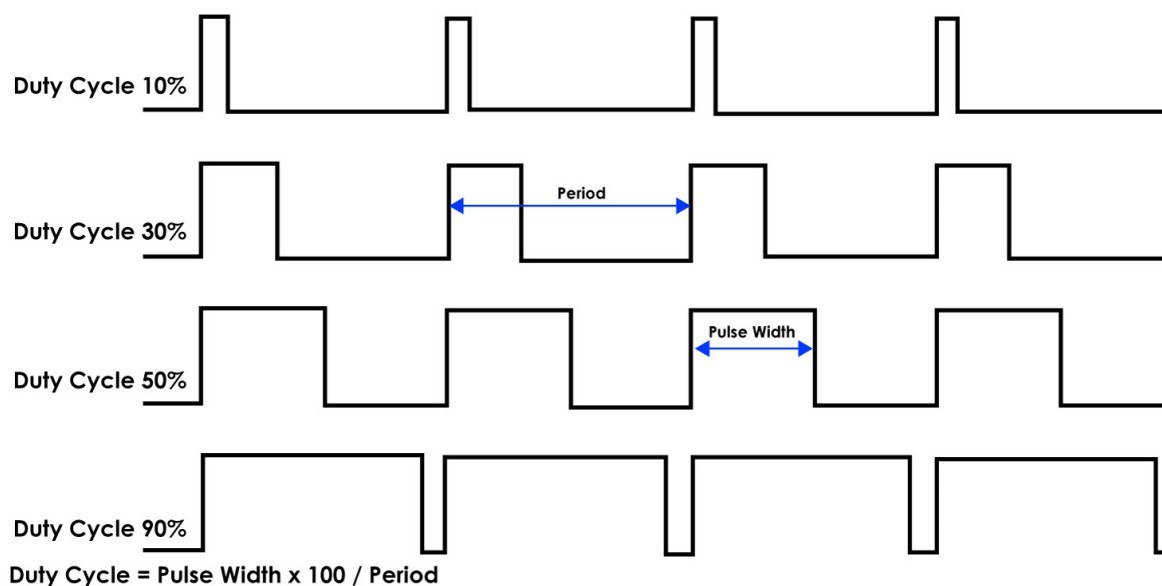 Duty Cycle 10%
Period
Duty Cycle 30%
Pulse Width
Duty Cycle 50%
Duty Cycle 90%
Duty Cycle = Pulse Width x 100 / Period